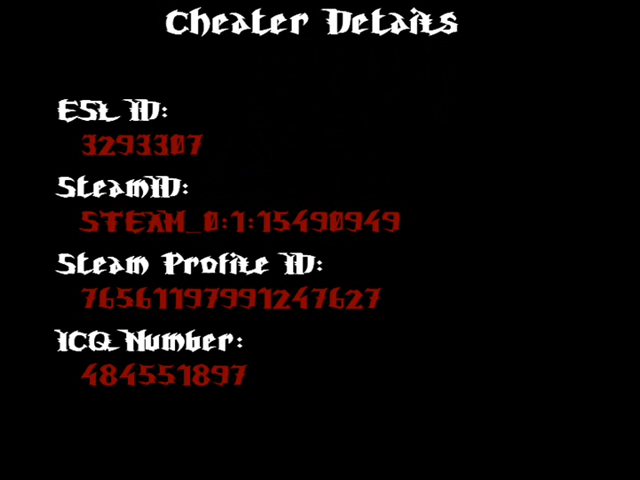 Cheater Details
ESL ID:
3293307
SteamID:
STEAM_0:1:15490949
Steam Profile ID:
76561197991247627
ICQ Number:
484551897